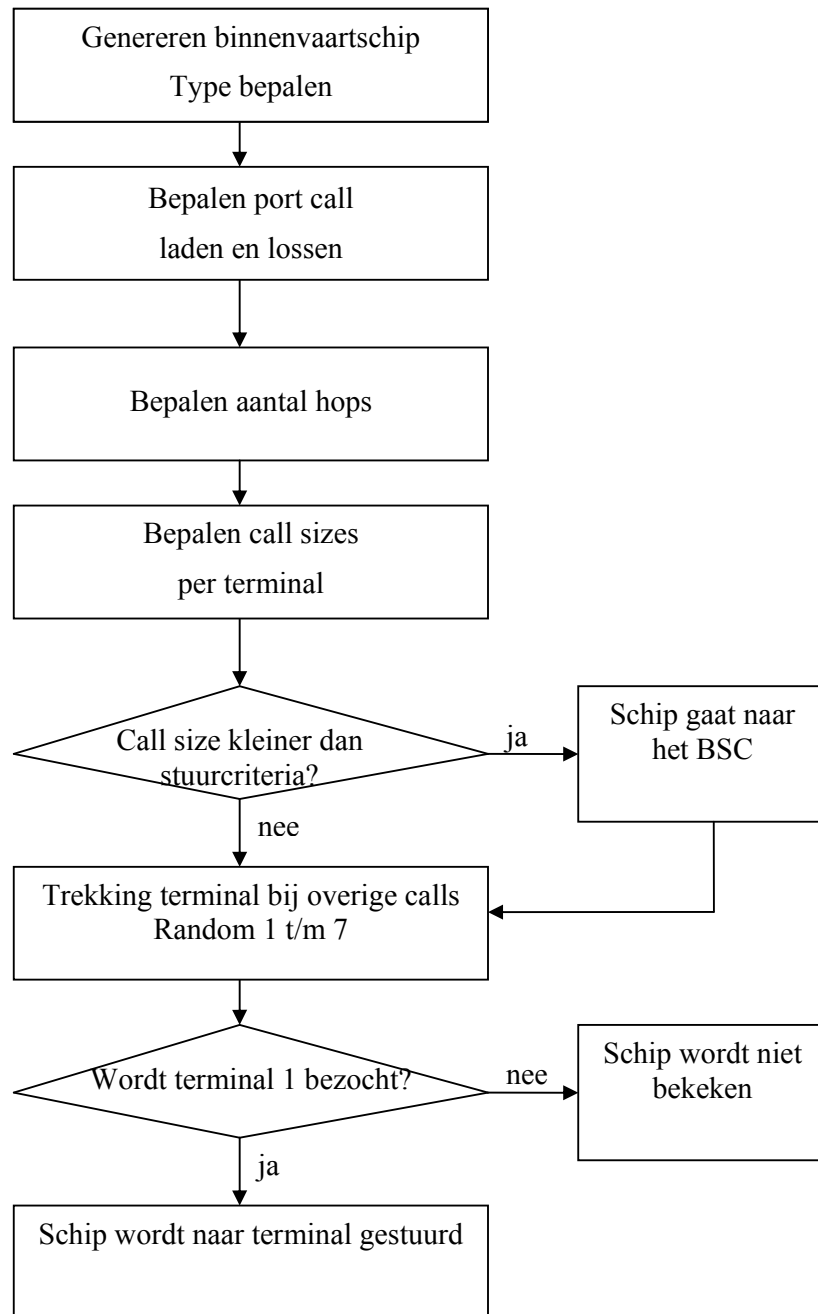 Genereren binnenvaartschip
Type bepalen
Bepalen port call
laden en lossen
Bepalen aantal hops
Bepalen call sizes
per terminal
Call size kleiner dan
stuurcriteria?
ja
Schip gaat naar
het BSC
nee
Trekking terminal bij overige calls
Random 1 t/m 7
Wordt terminal 1 bezocht?
nee
Schip wordt niet
bekeken
ja
Schip wordt naar terminal gestuurd